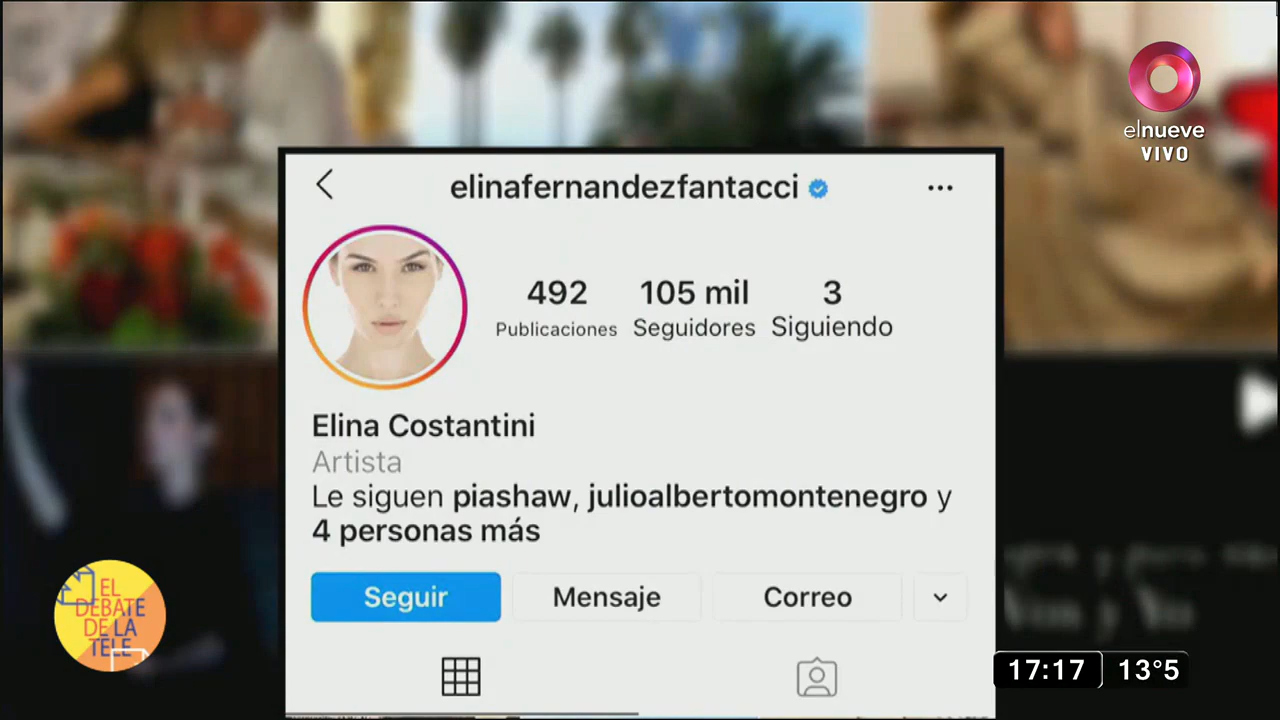 elnueve
VIVO
elinafernandezfantacci
492 105 mil 3
Publicaciones Seguidores Siguiendo
Elina Costantini
Artista
Le siguen piashaw, julioalbertomontenegro y
4 personas más
Seguir Mensaje Correo
EL
DEBATE
DE LA
TELE
17:17 13°5